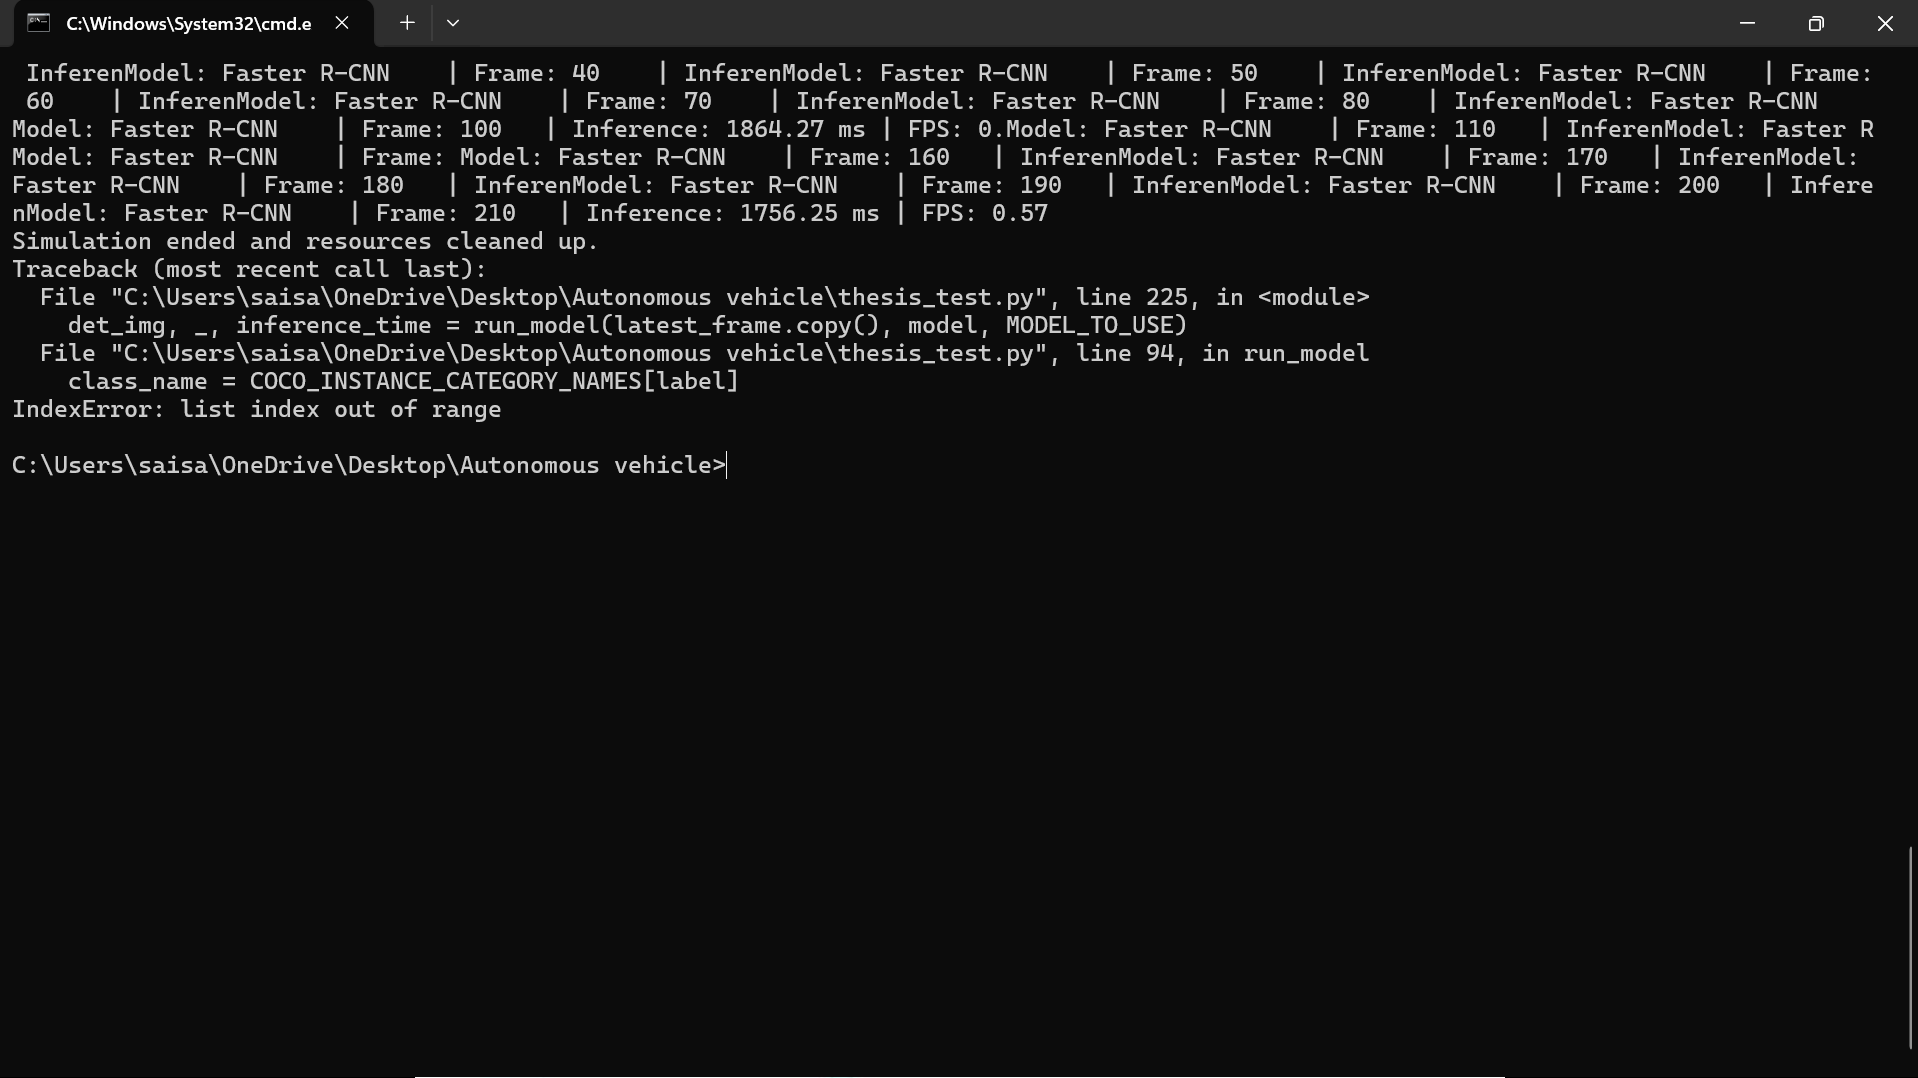 C:\Windows\System32\cmd.e
InferenModel: Faster R-CNN    | Frame: 40    | InferenModel: Faster R-CNN    | Frame: 50    | InferenModel: Faster R-CNN    | Frame:
60    | InferenModel: Faster R-CNN    | Frame: 70    | InferenModel: Faster R-CNN    | Frame: 80    | InferenModel: Faster R-CNN
Model: Faster R-CNN    | Frame: 100   | Inference: 1864.27 ms | FPS: 0.Model: Faster R-CNN    | Frame: 110   | InferenModel: Faster R
Model: Faster R-CNN    | Frame: Model: Faster R-CNN    | Frame: 160   | InferenModel: Faster R-CNN    | Frame: 170   | InferenModel:
Faster R-CNN    | Frame: 180   | InferenModel: Faster R-CNN    | Frame: 190   | InferenModel: Faster R-CNN    | Frame: 200   | Infere
nModel: Faster R-CNN    | Frame: 210   | Inference: 1756.25 ms | FPS: 0.57
Simulation ended and resources cleaned up.
Traceback (most recent call last):
  File "C:\Users\saisa\OneDrive\Desktop\Autonomous vehicle\thesis_test.py", line 225, in <module>
    det_img, _, inference_time = run_model(latest_frame.copy(), model, MODEL_TO_USE)
  File "C:\Users\saisa\OneDrive\Desktop\Autonomous vehicle\thesis_test.py", line 94, in run_model
    class_name = COCO_INSTANCE_CATEGORY_NAMES[label]
IndexError: list index out of range
C:\Users\saisa\OneDrive\Desktop\Autonomous vehicle>